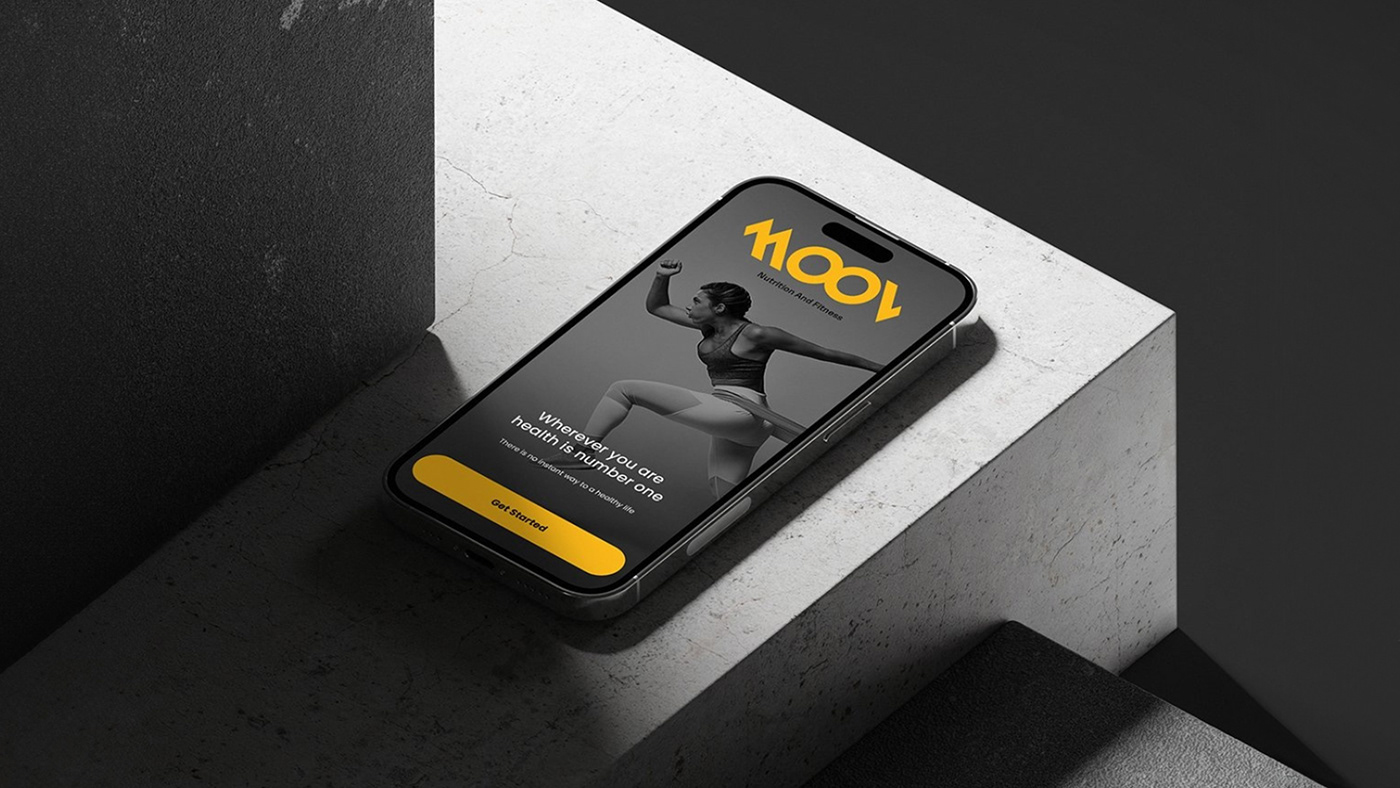 MOOV
Nutrition And Fitness
Wherever you are
health is number one
There is no instant way to a healthy life
Get Started